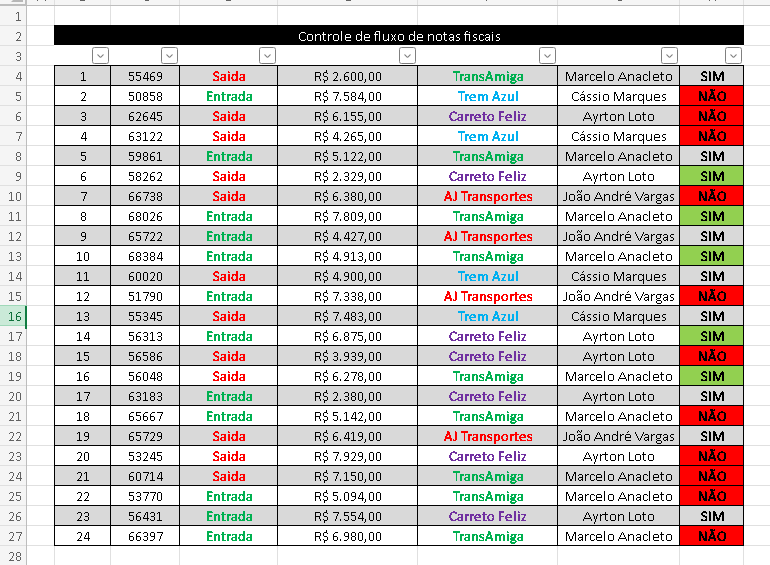 1
2 Controle de fluxo de notas fiscais
3
4 1 55469 Saida R$ 2.600,00 TransAmiga Marcelo Anacleto SIM
5 2 50858 Entrada R$ 7.584,00 Trem Azul Cássio Marques NÃO
6 3 62645 Saida R$ 6.155,00 Carreto Feliz Ayrton Loto NÃO
7 4 63122 Saida R$ 4.265,00 Trem Azul Cássio Marques NÃO
8 5 59861 Entrada R$ 5.122,00 TransAmiga Marcelo Anacleto SIM
9 6 58262 Saida R$ 2.329,00 Carreto Feliz Ayrton Loto SIM
10 7 66738 Saida R$ 6.380,00 AJ Transportes João André Vargas NÃO
11 8 68026 Entrada R$ 7.809,00 TransAmiga Marcelo Anacleto SIM
12 9 65722 Entrada R$ 4.427,00 AJ Transportes João André Vargas SIM
13 10 68384 Entrada R$ 4.913,00 TransAmiga Marcelo Anacleto SIM
14 11 60020 Saida R$ 4.900,00 Trem Azul Cássio Marques SIM
15 12 51790 Entrada R$ 7.338,00 AJ Transportes João André Vargas NÃO
16 13 55345 Saida R$ 7.483,00 Trem Azul Cássio Marques SIM
17 14 56313 Entrada R$ 6.875,00 Carreto Feliz Ayrton Loto SIM
18 15 56586 Saida R$ 3.939,00 Carreto Feliz Ayrton Loto NÃO
19 16 56048 Saida R$ 6.278,00 TransAmiga Marcelo Anacleto SIM
20 17 63183 Entrada R$ 2.380,00 Carreto Feliz Ayrton Loto SIM
21 18 65667 Entrada R$ 5.142,00 TransAmiga Marcelo Anacleto NÃO
22 19 65729 Saida R$ 6.419,00 AJ Transportes João André Vargas SIM
23 20 53245 Saida R$ 7.929,00 Carreto Feliz Ayrton Loto NÃO
24 21 60714 Saida R$ 7.150,00 TransAmiga Marcelo Anacleto NÃO
25 22 53770 Entrada R$ 5.094,00 TransAmiga Marcelo Anacleto NÃO
26 23 56431 Entrada R$ 7.554,00 Carreto Feliz Ayrton Loto SIM
27 24 66397 Entrada R$ 6.980,00 TransAmiga Marcelo Anacleto NÃO
28